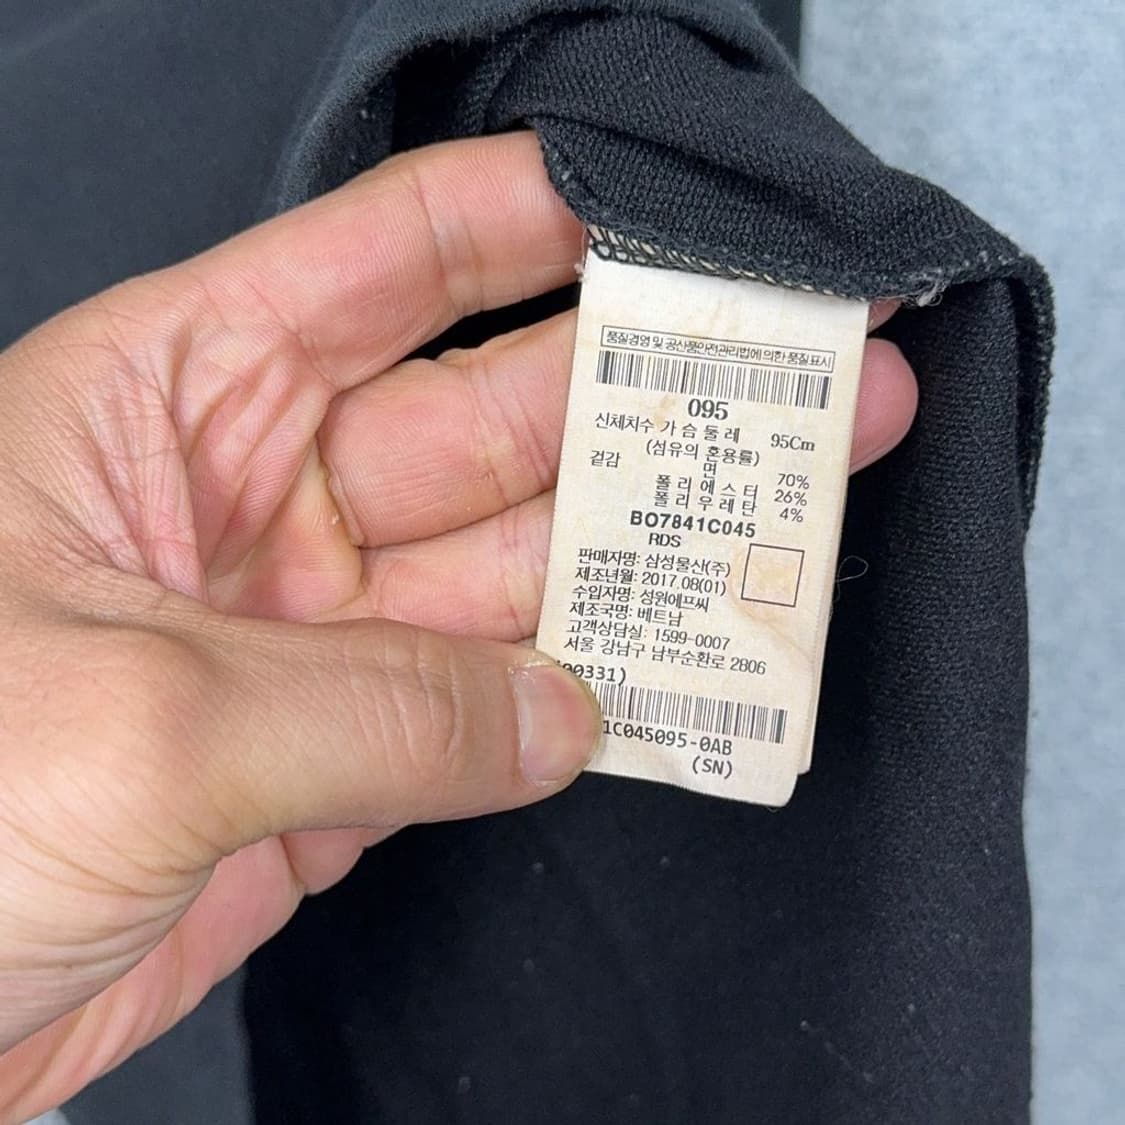 품질경영 및 공산품안전관리법에 의한 품질표시
095
신체치수 가슴둘레 95Cm
(섬유의 혼용률)
겉감 면 70%
폴리에스터 26%
폴리우레탄 4%
BO7841C045
RDS
판매자명: 삼성물산(주)
제조년월: 2017.08(01)
수입자명: 성원에프씨
제조국명: 베트남
고객상담실: 1599-0007
서울 강남구 남부순환로 2806
00331)
1C045095-0AB
(SN)